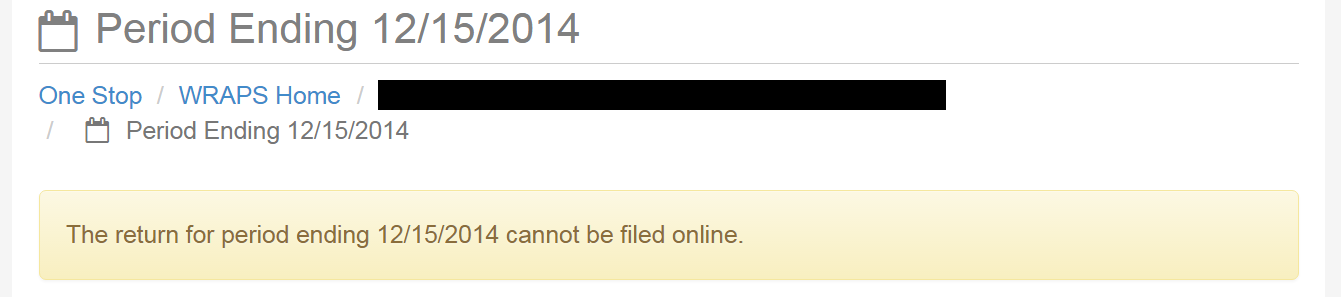 Period Ending 12/15/2014
One Stop / WRAPS Home /
/ Period Ending 12/15/2014
The return for period ending 12/15/2014 cannot be filed online.